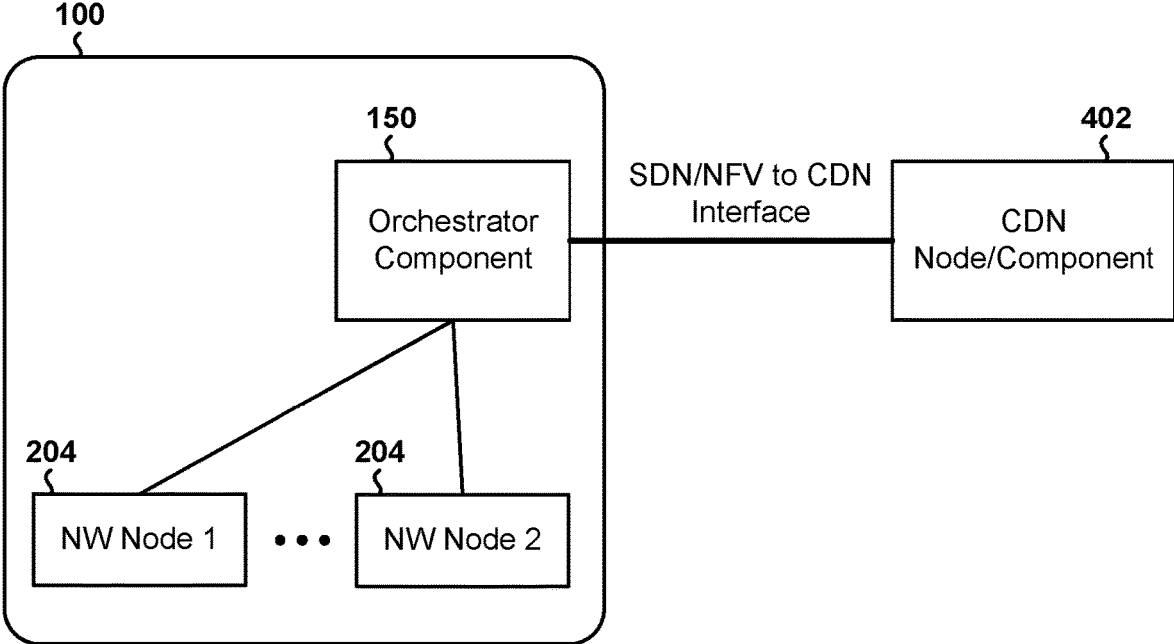 100
150
402
SDN/NFV to CDN
Interface
Orchestrator
Component
CDN
Node/Component
204
204
NW Node 1
NW Node 2